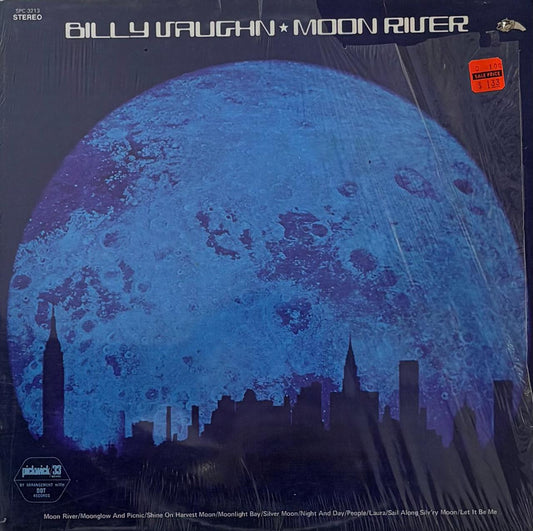 SPC-3213
STEREO
BILLY VAUGHN ★ MOON RIVER
SALE PRICE
$ 1.33
pickwick/33
BY ARRANGEMENT with
DOT
RECORDS
Moon River/Moonglow And Picnic/Shine On Harvest Moon/Moonlight Bay/Silver Moon/Night And Day/People/Laura/Sail Along Silv'ry Moon/Let It Be Me